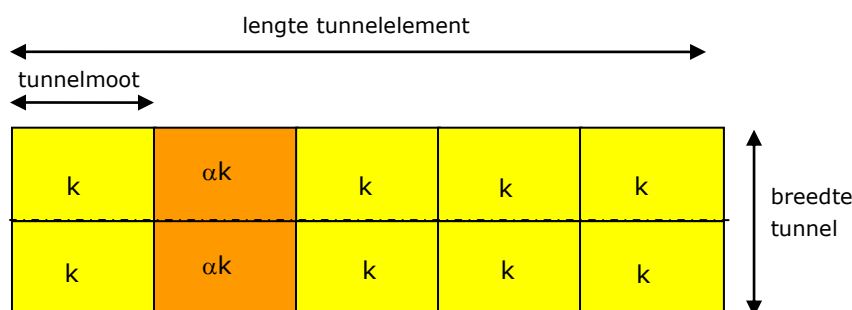 lengte tunnelelement
tunnelmoot
k αk k k k
breedte
tunnel
k αk k k k